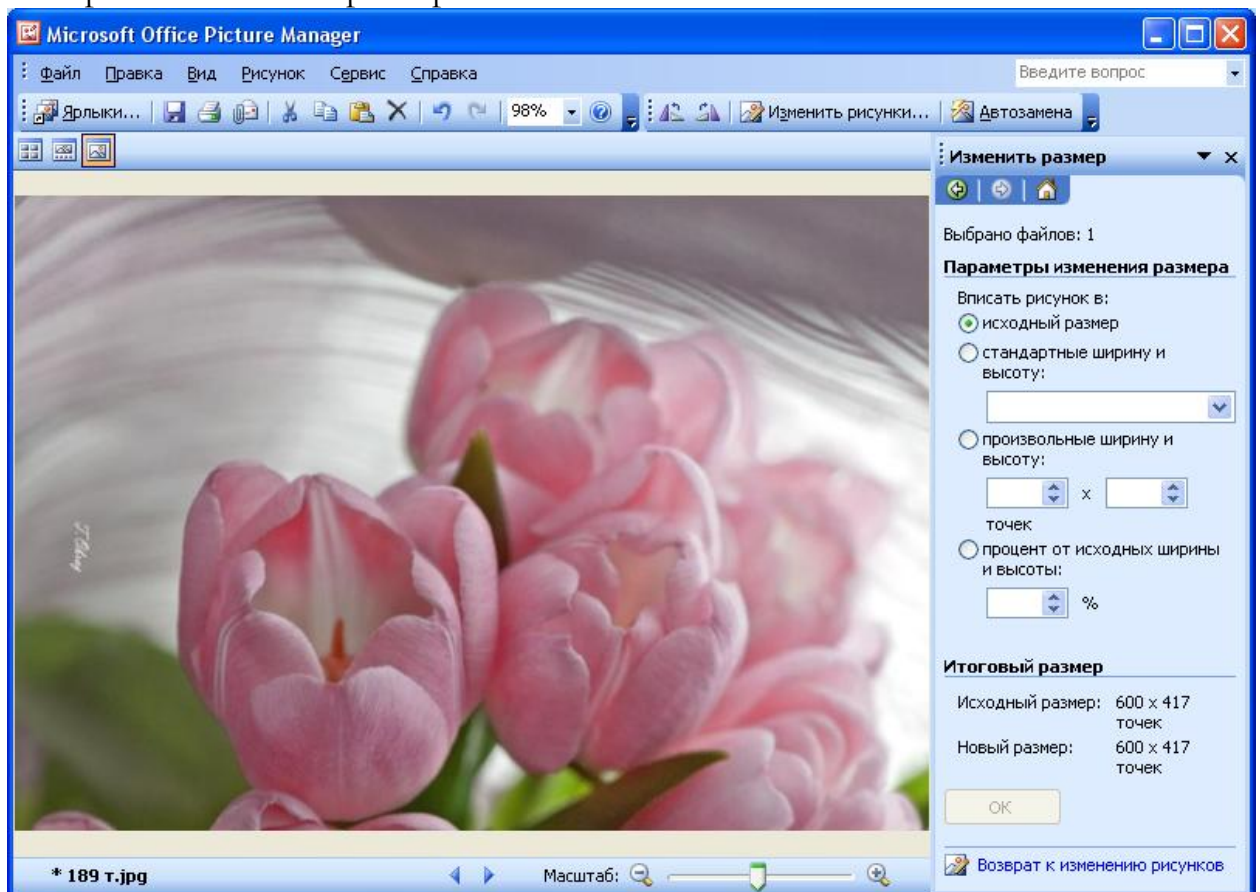 Microsoft Office Picture Manager
Файл Правка Вид Рисунок Сервис Справка Введите вопрос
Ярлыки... 98% Изменить рисунки... Автозамена
Изменить размер
Выбрано файлов: 1
Параметры изменения размера
Вписать рисунок в:
исходный размер
стандартные ширину и
высоту:
произвольные ширину и
высоту:
x
точек
процент от исходных ширины
и высоты:
%
Итоговый размер
Исходный размер: 600 x 417
точек
Новый размер: 600 x 417
точек
ОК
Возврат к изменению рисунков
* 189 т.jpg Масштаб: